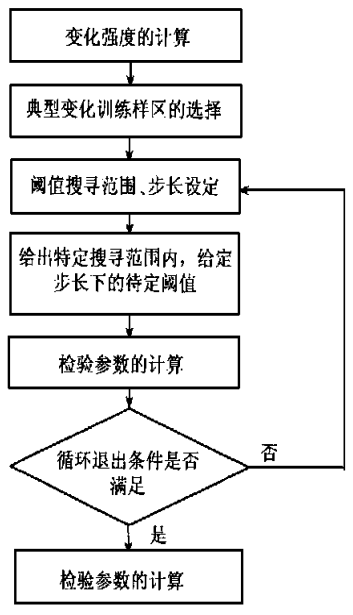 变化强度的计算
典型变化训练样区的选择
阈值搜寻范围、步长设定
给出特定搜寻范围内，给定
步长下的待定阈值
检验参数的计算
循环退出条件是否
满足
否
是
检验参数的计算